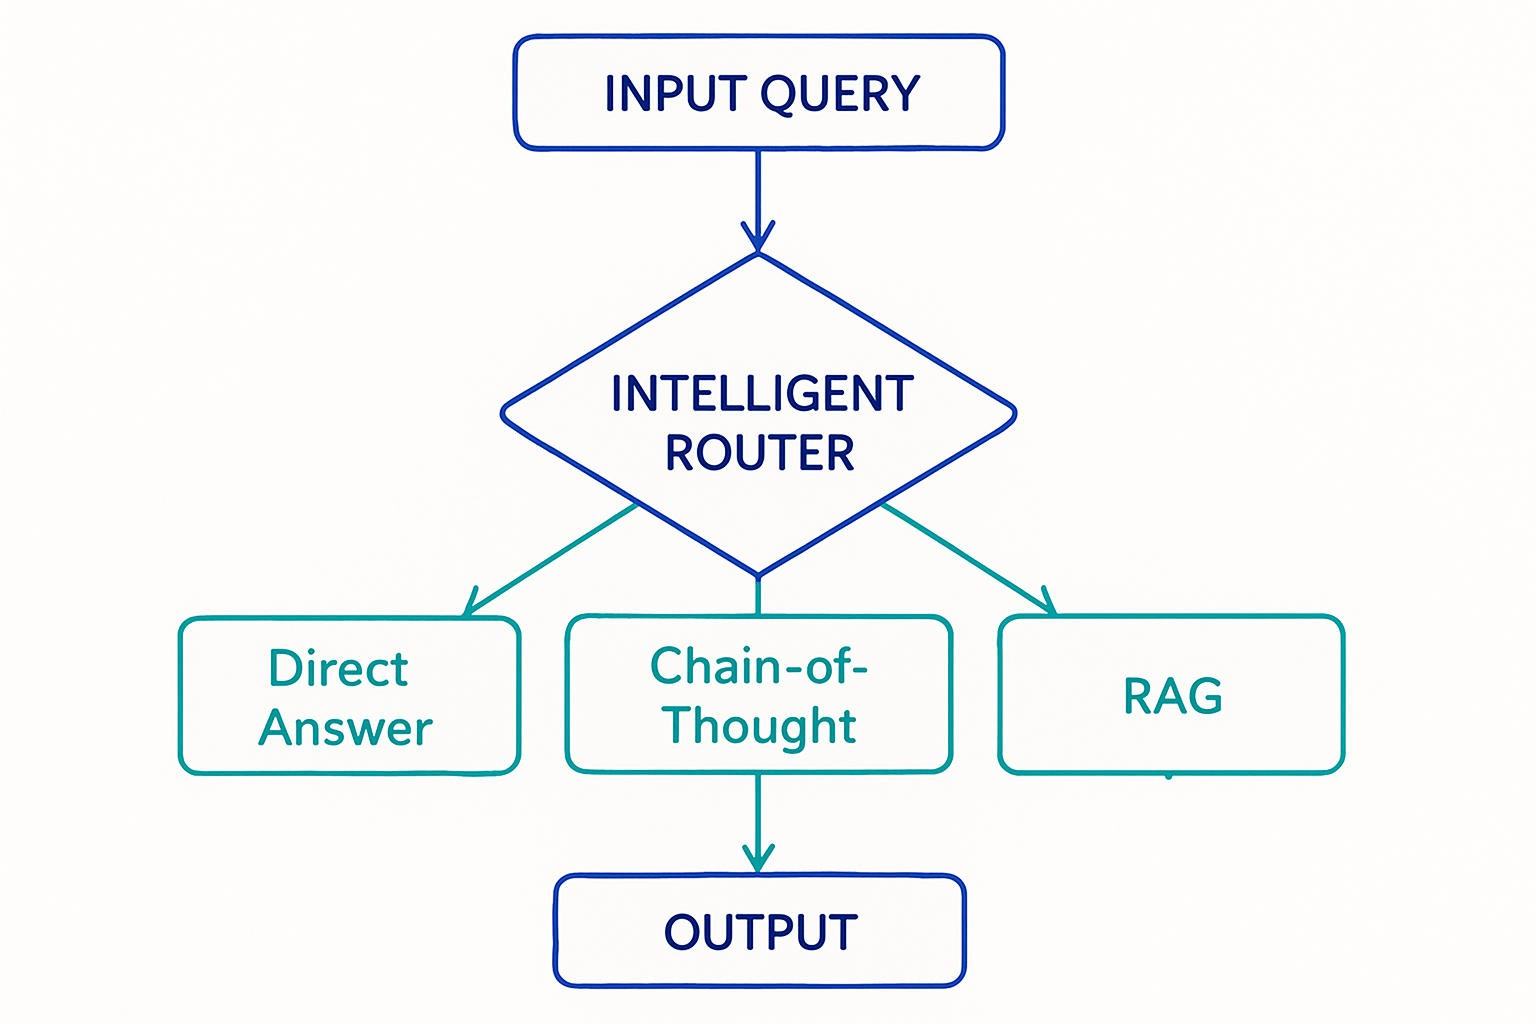 INPUT QUERY
INTELLIGENT
ROUTER
Direct
Answer
Chain-of-
Thought
RAG
OUTPUT